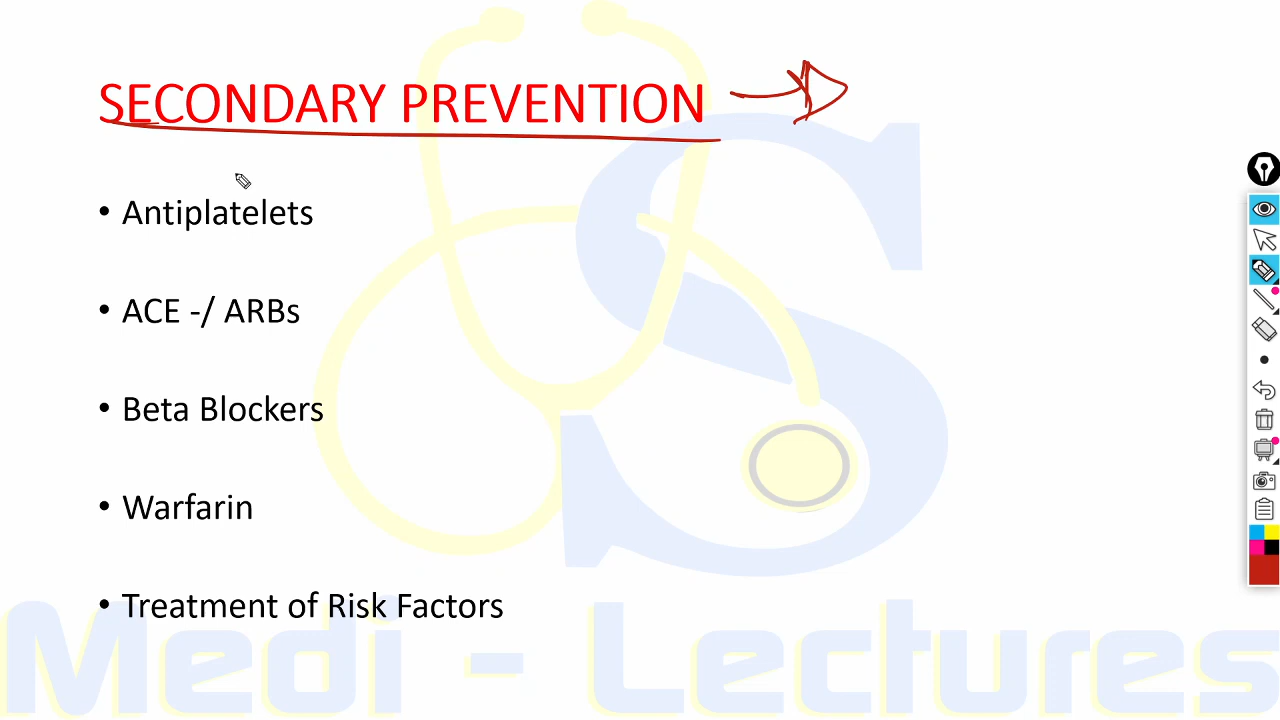 SECONDARY PREVENTION
• Antiplatelets
• ACE -/ ARBs
• Beta Blockers
• Warfarin
• Treatment of Risk Factors
Medi - Lectures